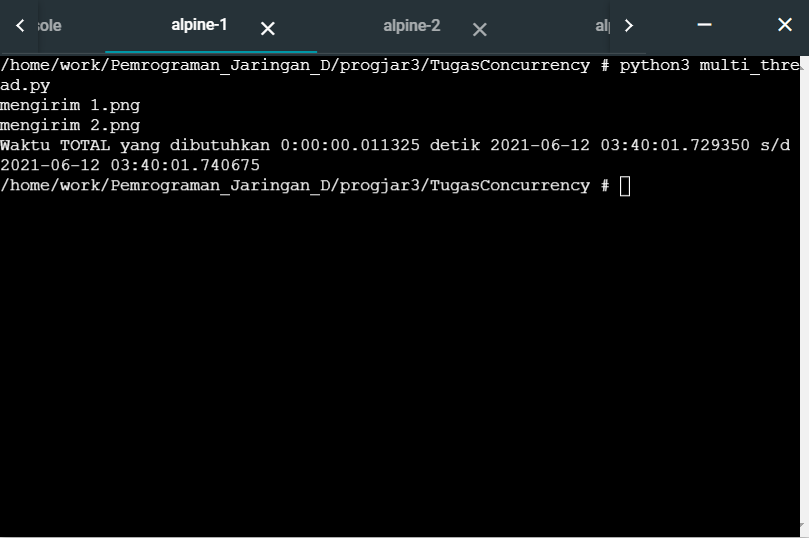 sole alpine-1 alpine-2 al
/home/work/Pemrograman_Jaringan_D/progjar3/TugasConcurrency # python3 multi_thre
ad.py
mengirim 1.png
mengirim 2.png
Waktu TOTAL yang dibutuhkan 0:00:00.011325 detik 2021-06-12 03:40:01.729350 s/d
2021-06-12 03:40:01.740675
/home/work/Pemrograman_Jaringan_D/progjar3/TugasConcurrency #